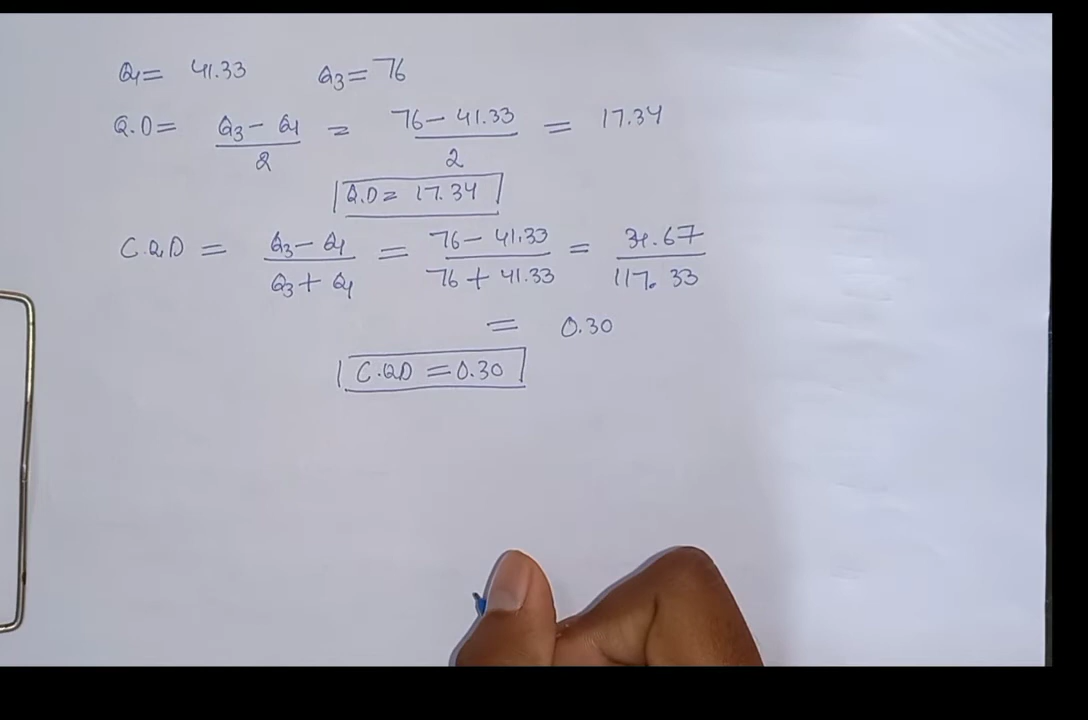 Q1 = 41.33 Q3 = 76
Q.D = Q3 - Q1 / 2 = 76 - 41.33 / 2 = 17.34
Q.D = 17.34
C.Q.D = Q3 - Q1 / Q3 + Q1 = 76 - 41.33 / 76 + 41.33 = 34.67 / 117.33
= 0.30
C.QD = 0.30